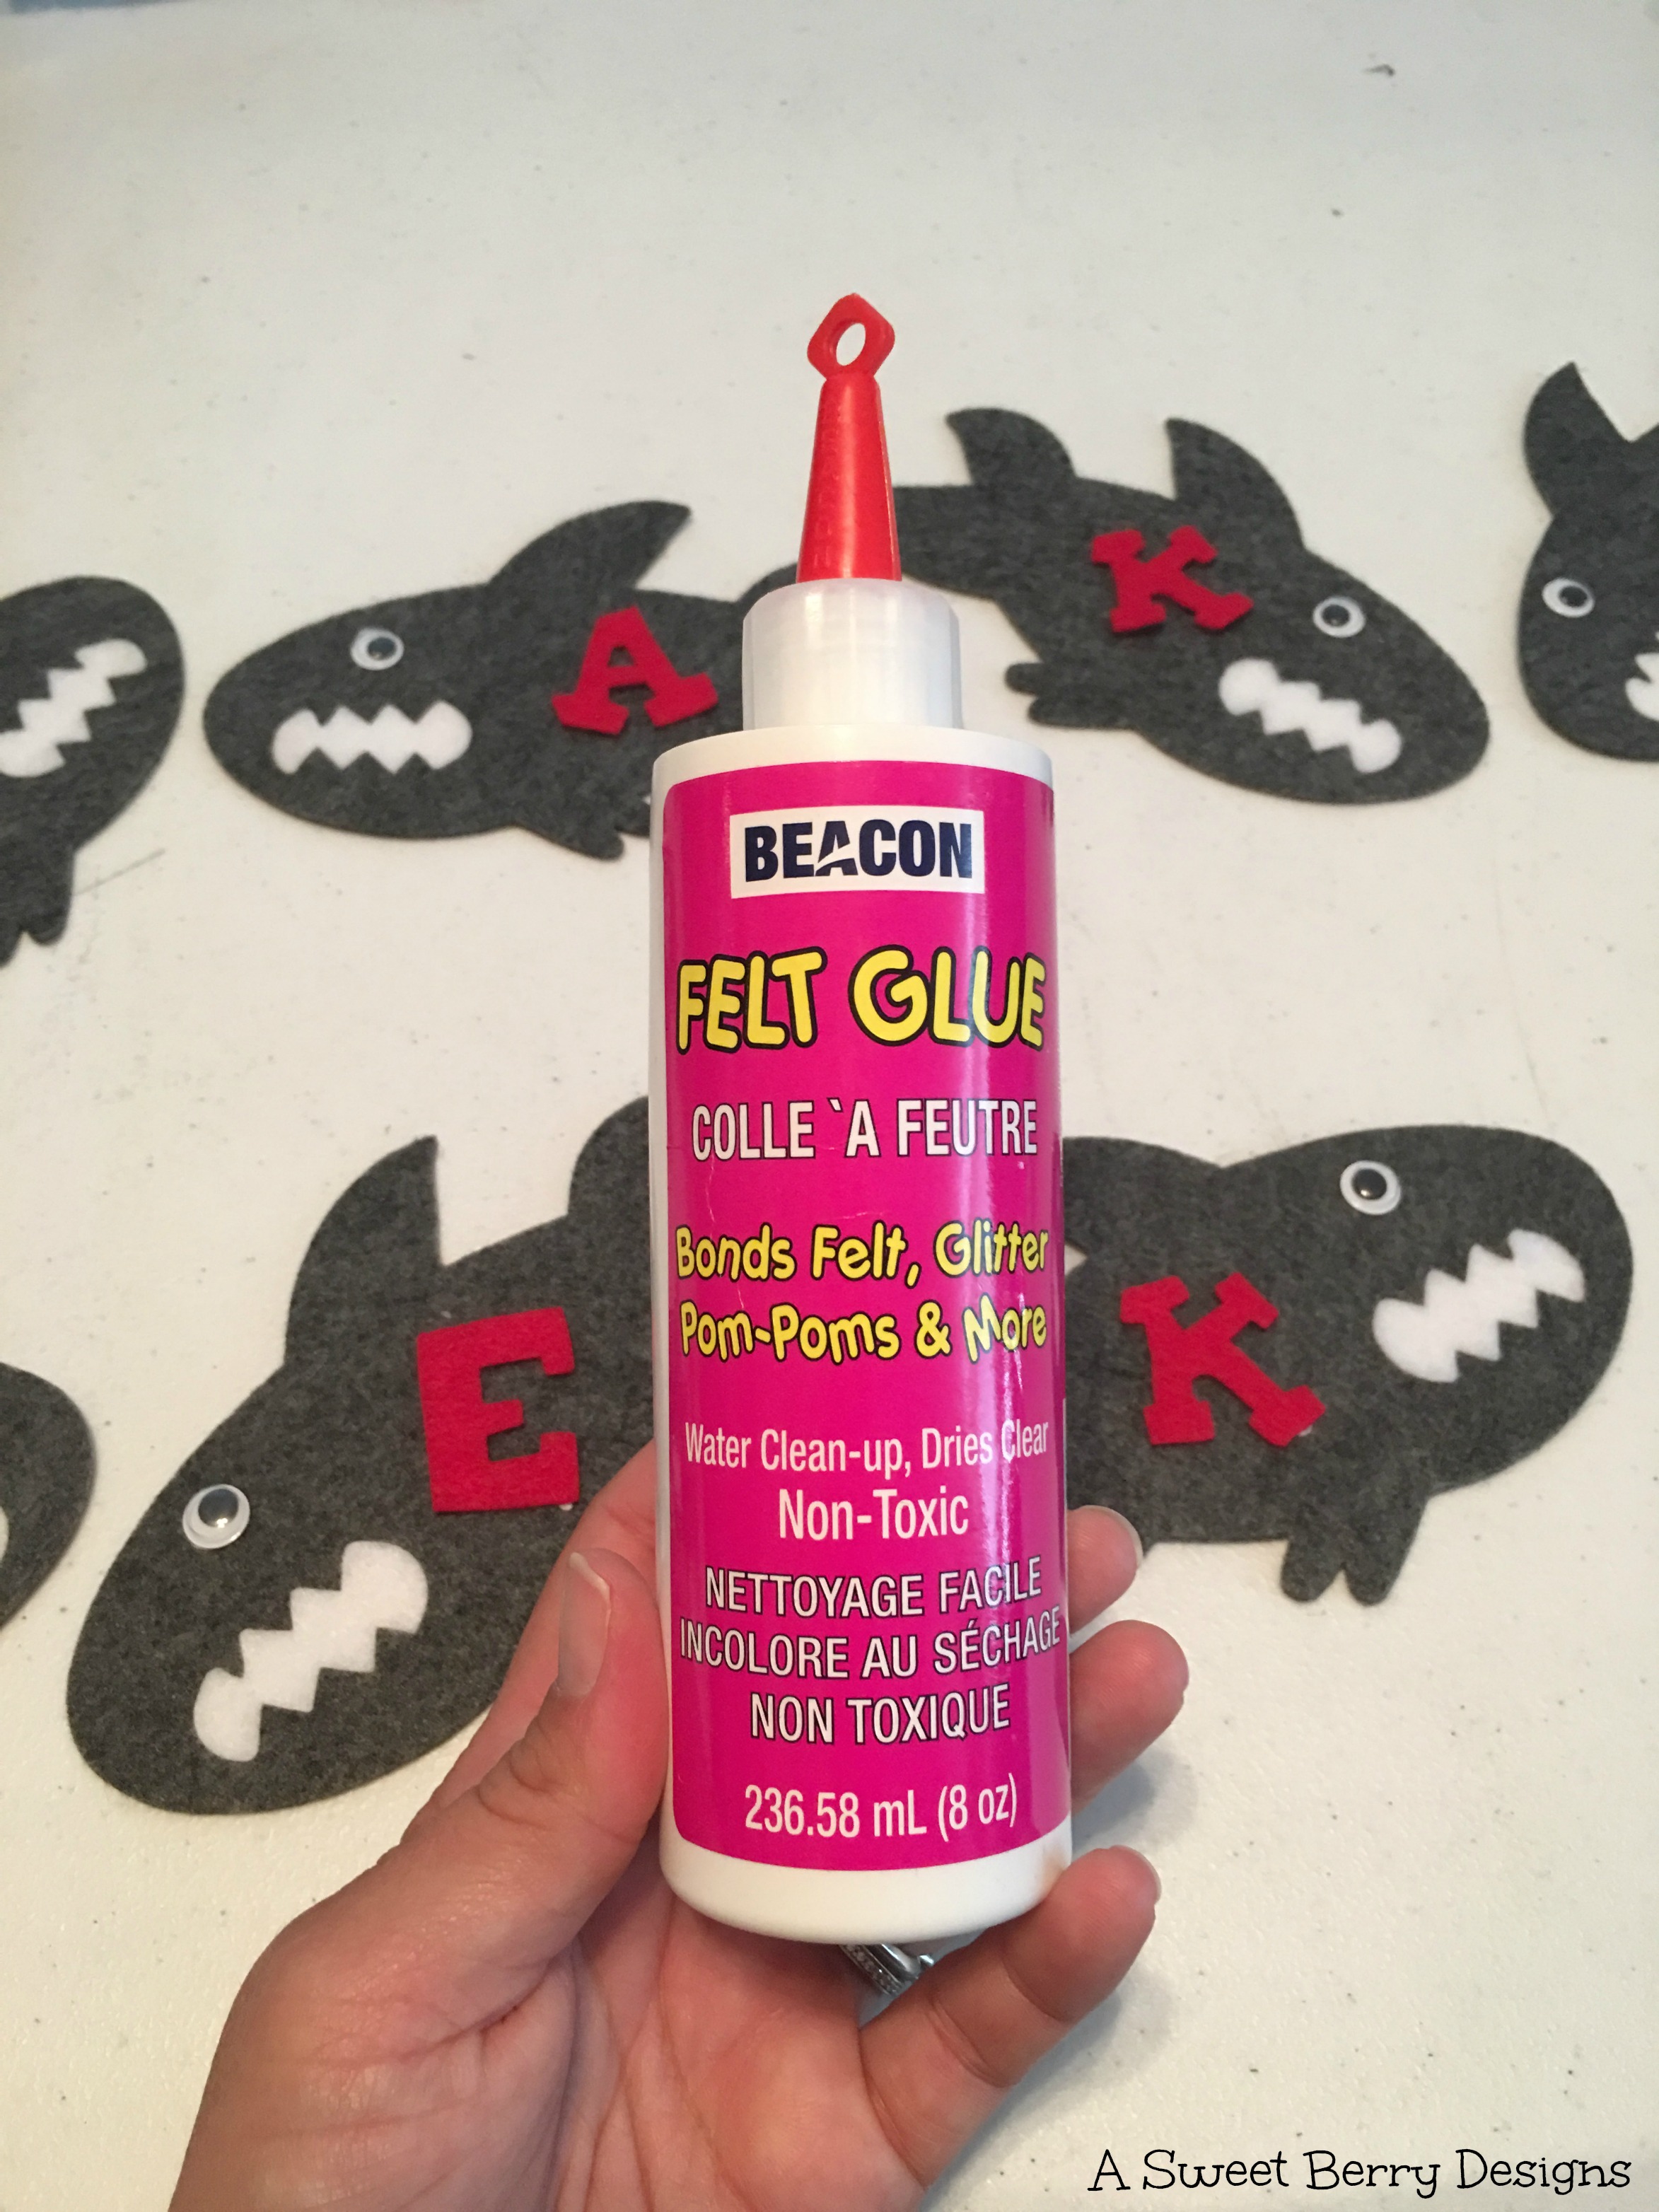 A
K
BEACON
FELT GLUE
COLLE `A FEUTRE
Bonds Felt, Glitter
Pom-Poms & More
E
K
Water Clean-up, Dries Clear
Non-Toxic
NETTOYAGE FACILE
INCOLORE AU SÉCHAGE
NON TOXIQUE
236.58 mL (8 oz)
A Sweet Berry Designs